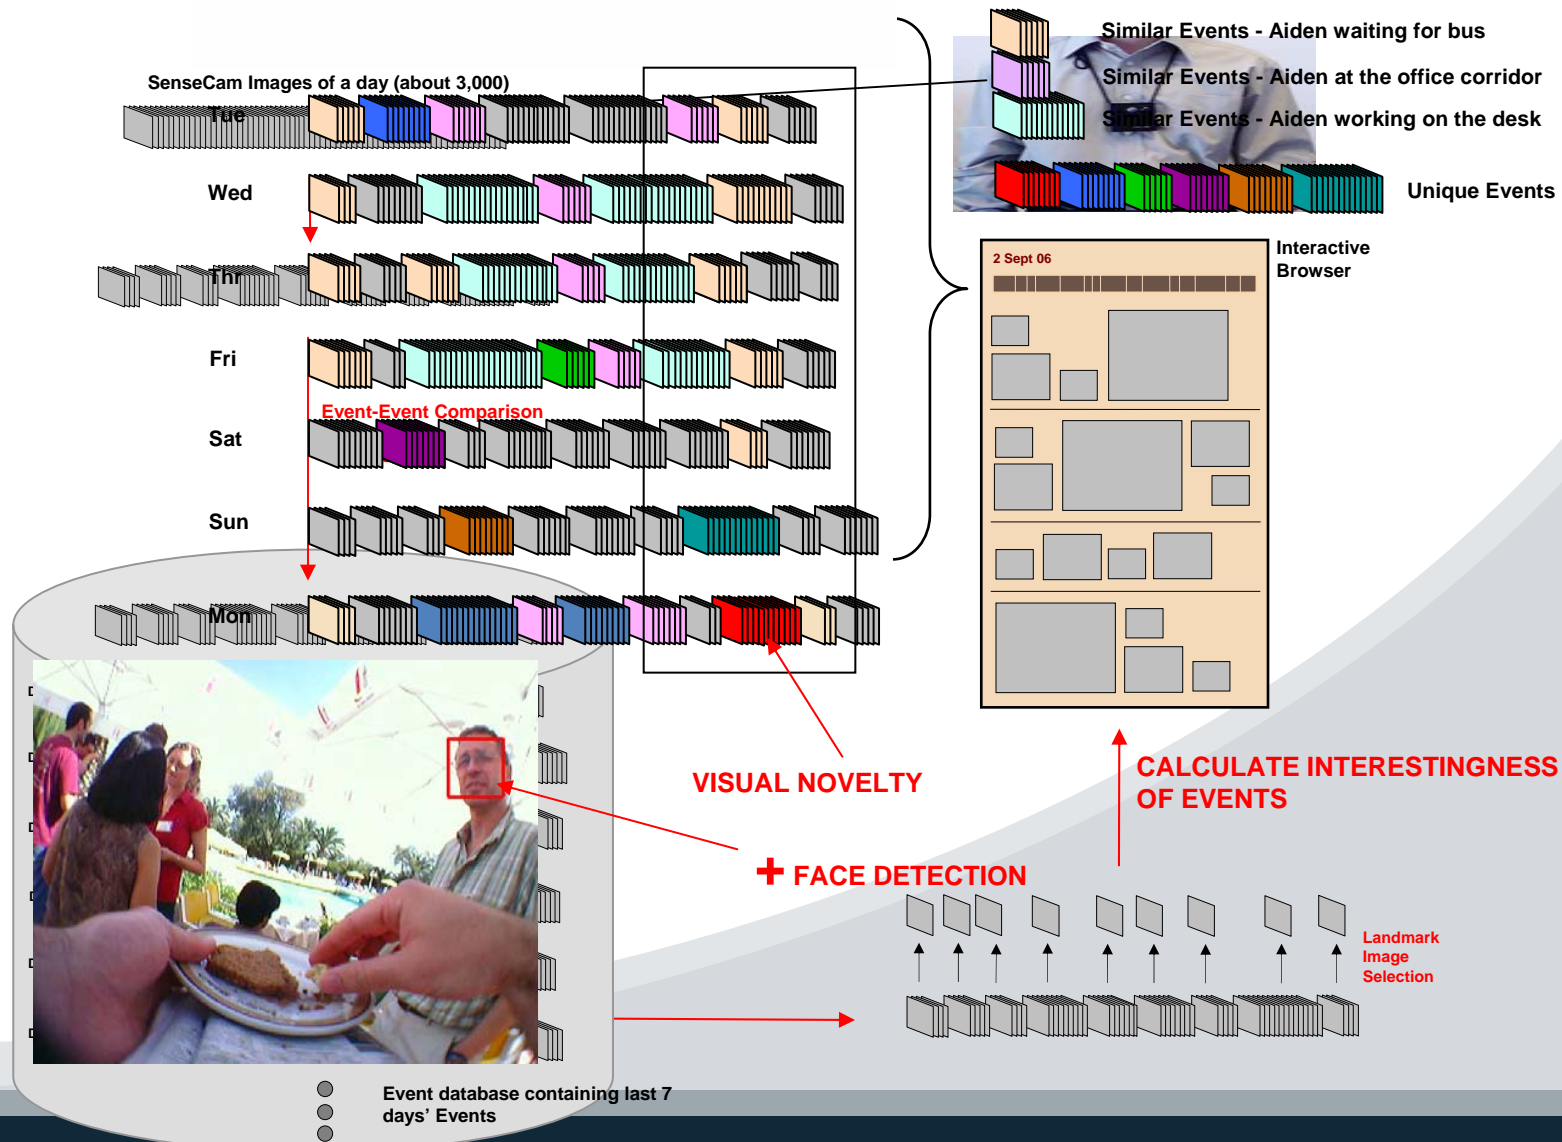 Similar Events - Aiden waiting for bus
SenseCam Images of a day (about 3,000)
Similar Events - Aiden at the office corridor
Tue
Similar Events - Aiden working on the desk
Wed
Unique Events
Interactive
Browser
2 Sept 06
Thr
Fri
Event-Event Comparison
Sat
Sun
Mon
VISUAL NOVELTY
CALCULATE INTERESTINGNESS
OF EVENTS
+ FACE DETECTION
Landmark
Image
Selection
Event database containing last 7
days' Events